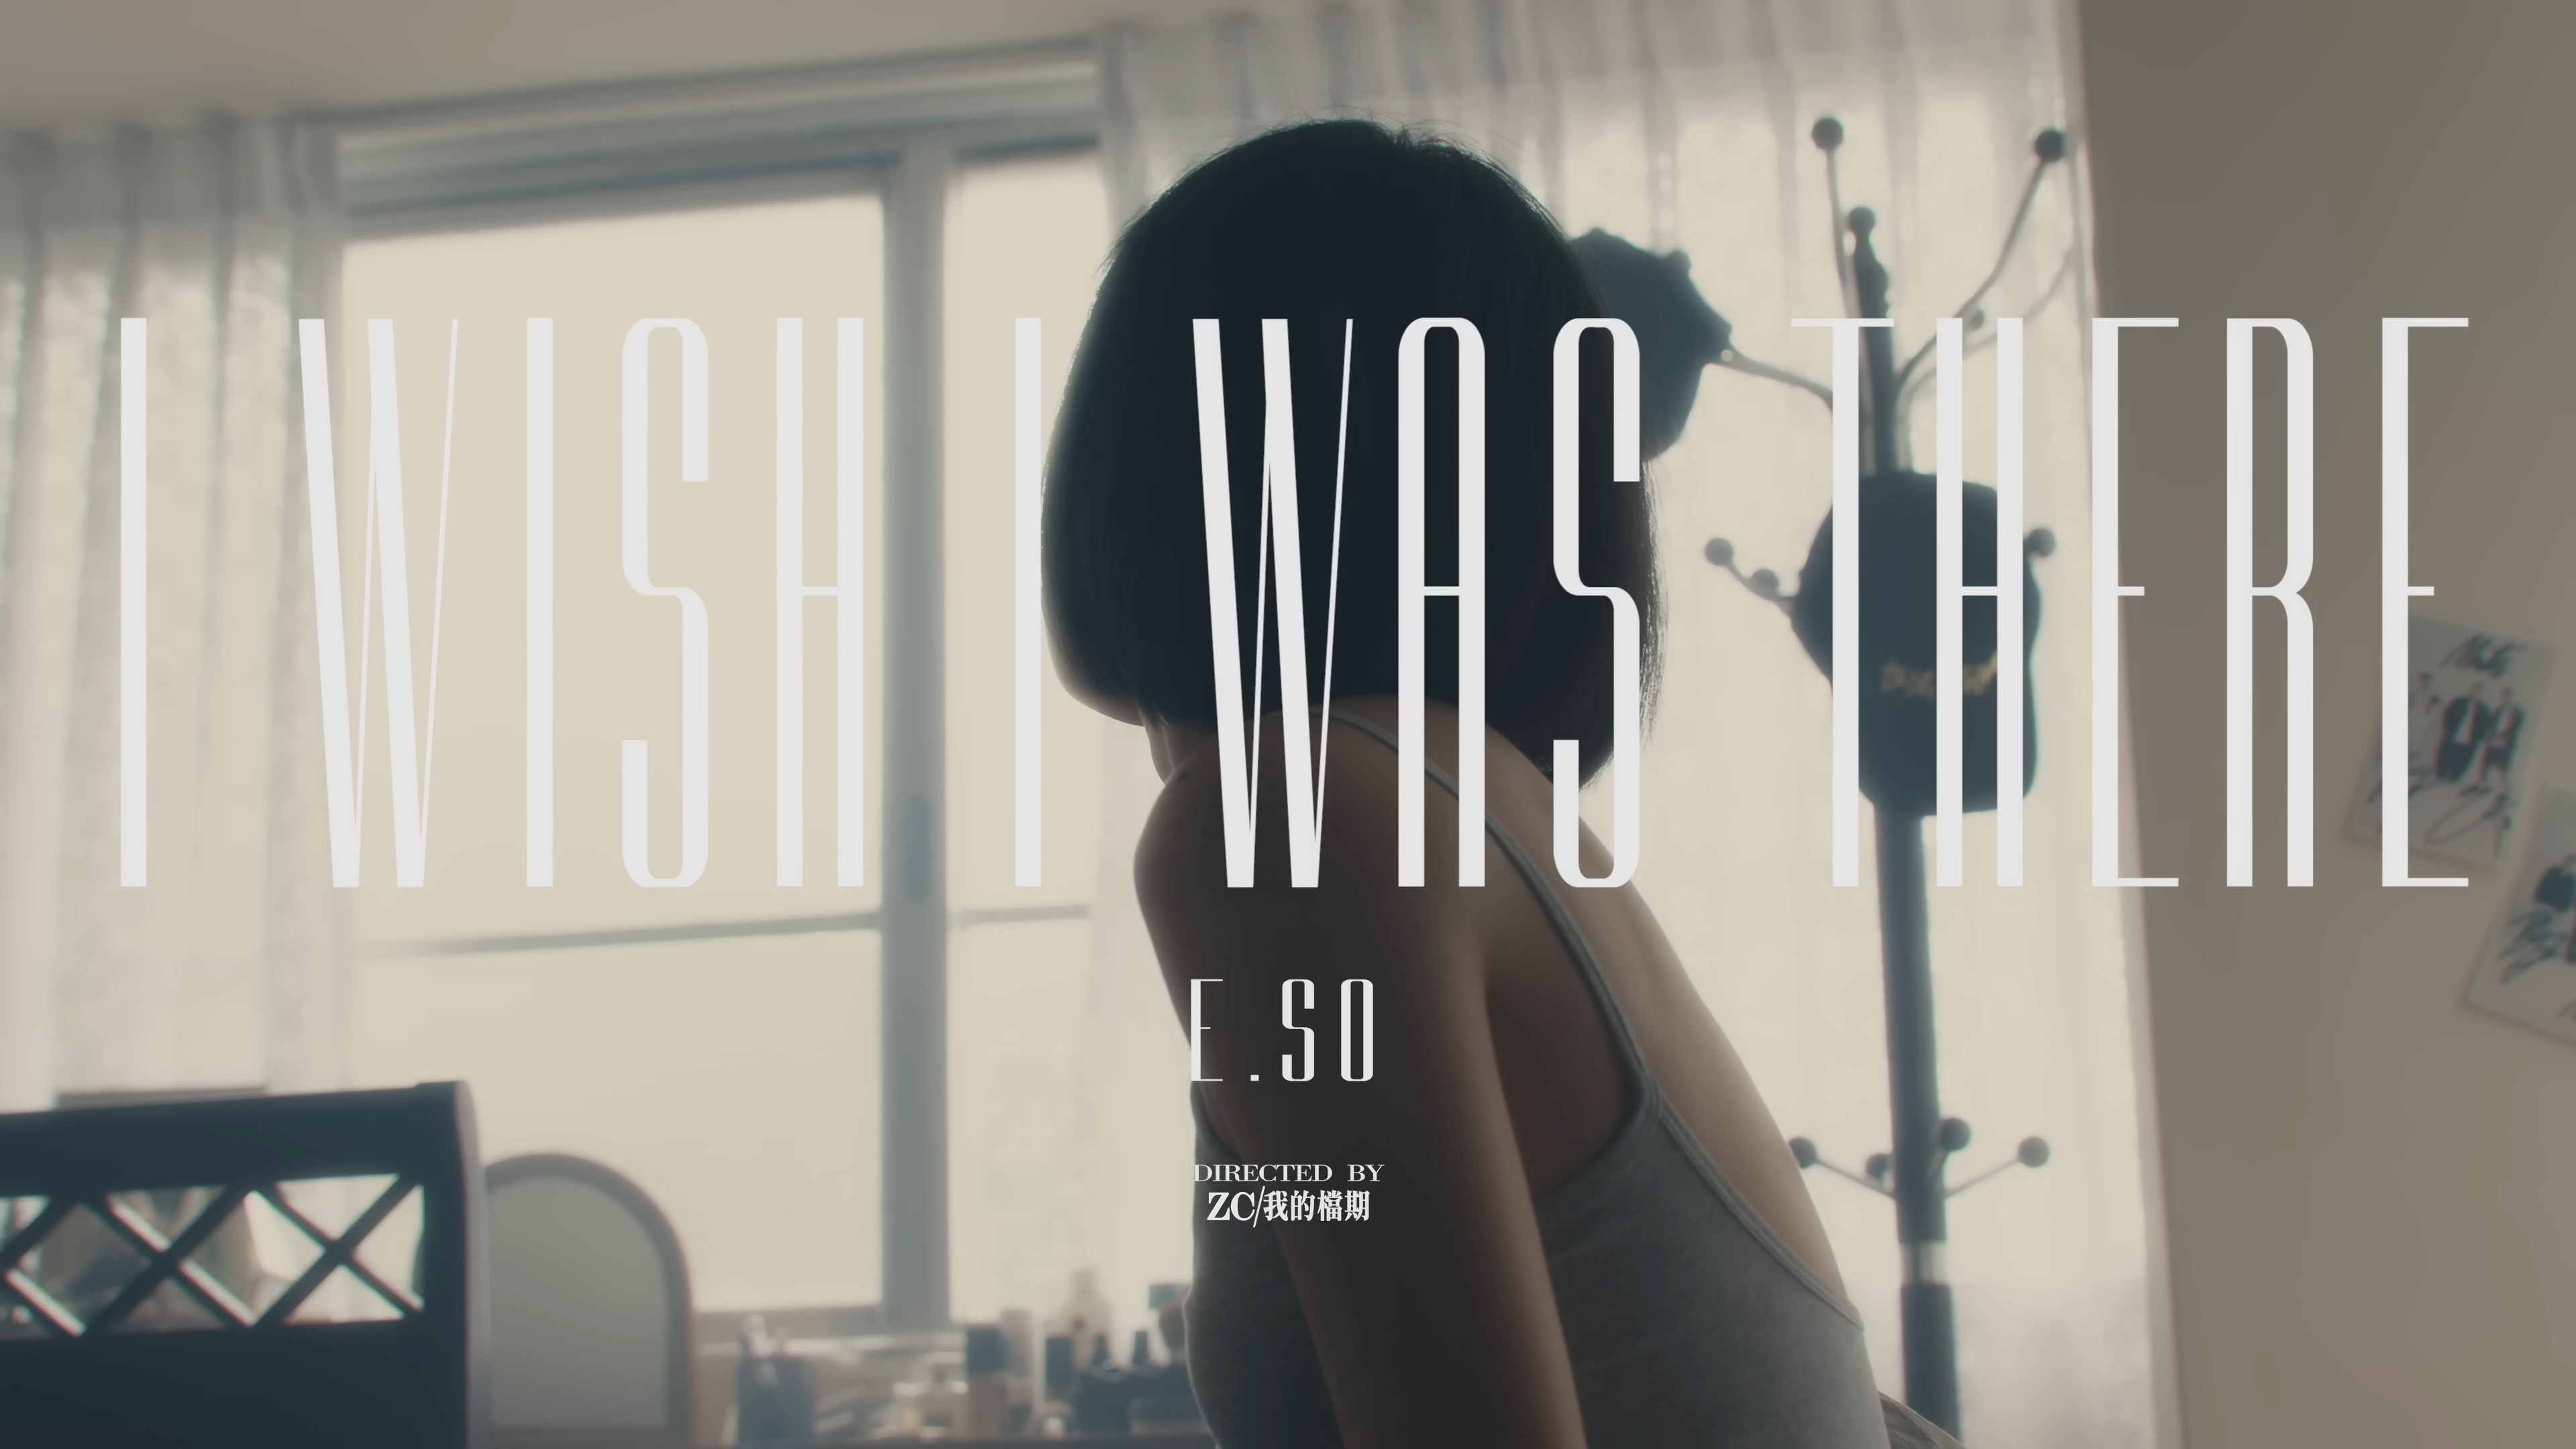 I WISH I WAS THERE
E.SO
DIRECTED BY
ZC/我的檔期